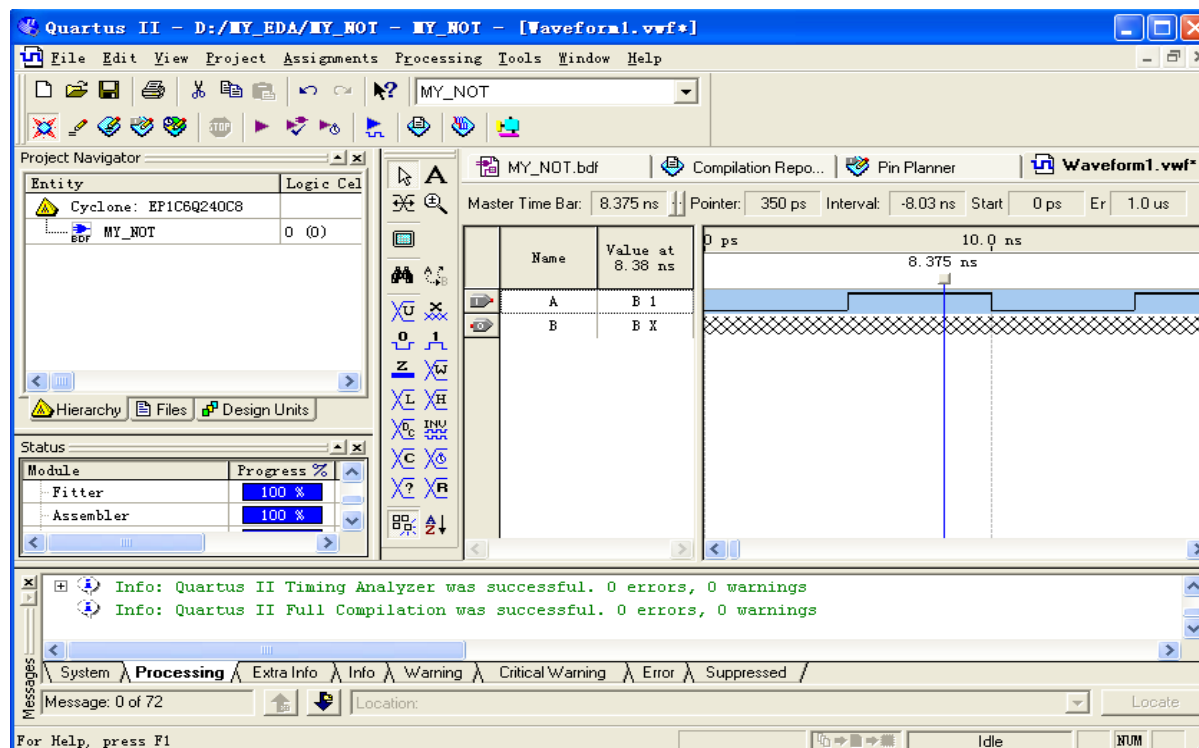 Quartus II - D:/MY_EDA/MY_NOT - MY_NOT - [Waveform1.vwf*]
File Edit View Project Assignments Processing Tools Window Help
MY_NOT
STOP
Project Navigator
Entity Logic Cel
Cyclone: EP1C6Q240C8
BDF MY_NOT 0 (0)
Hierarchy Files Design Units
Status
Module Progress %
Fitter 100 %
Assembler 100 %
MY_NOT.bdf Compilation Repo... Pin Planner Waveform1.vwf*
Master Time Bar: 8.375 ns Pointer: 350 ps Interval: -8.03 ns Start 0 ps Er 1.0 us
Name Value at 8.38 ns
0 ps 10.0 ns
8.375 ns
A B 1
B B X
Info: Quartus II Timing Analyzer was successful. 0 errors, 0 warnings
Info: Quartus II Full Compilation was successful. 0 errors, 0 warnings
Messages
System Processing Extra Info Info Warning Critical Warning Error Suppressed
Message: 0 of 72 Location: Locate
For Help, press F1 Idle NUM